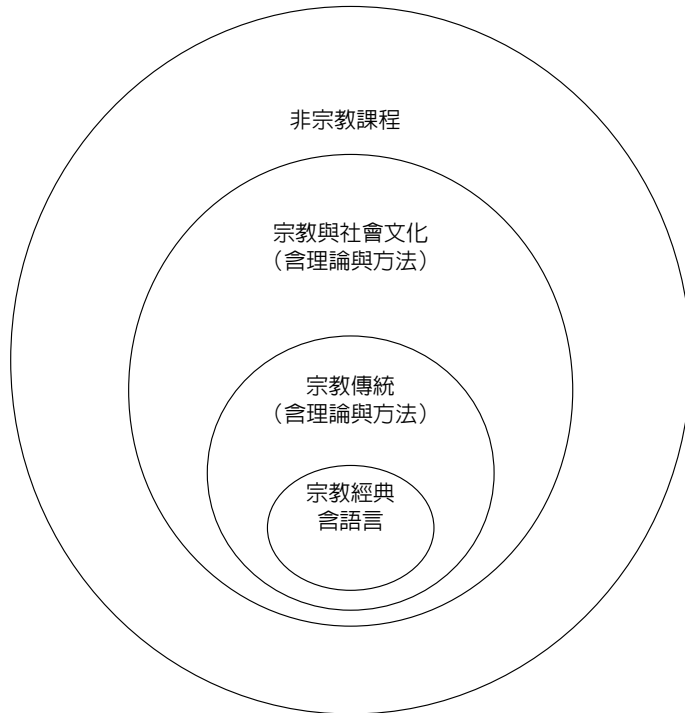 非宗教課程
宗教與社會文化
（含理論與方法）
宗教傳統
（含理論與方法）
宗教經典
含語言